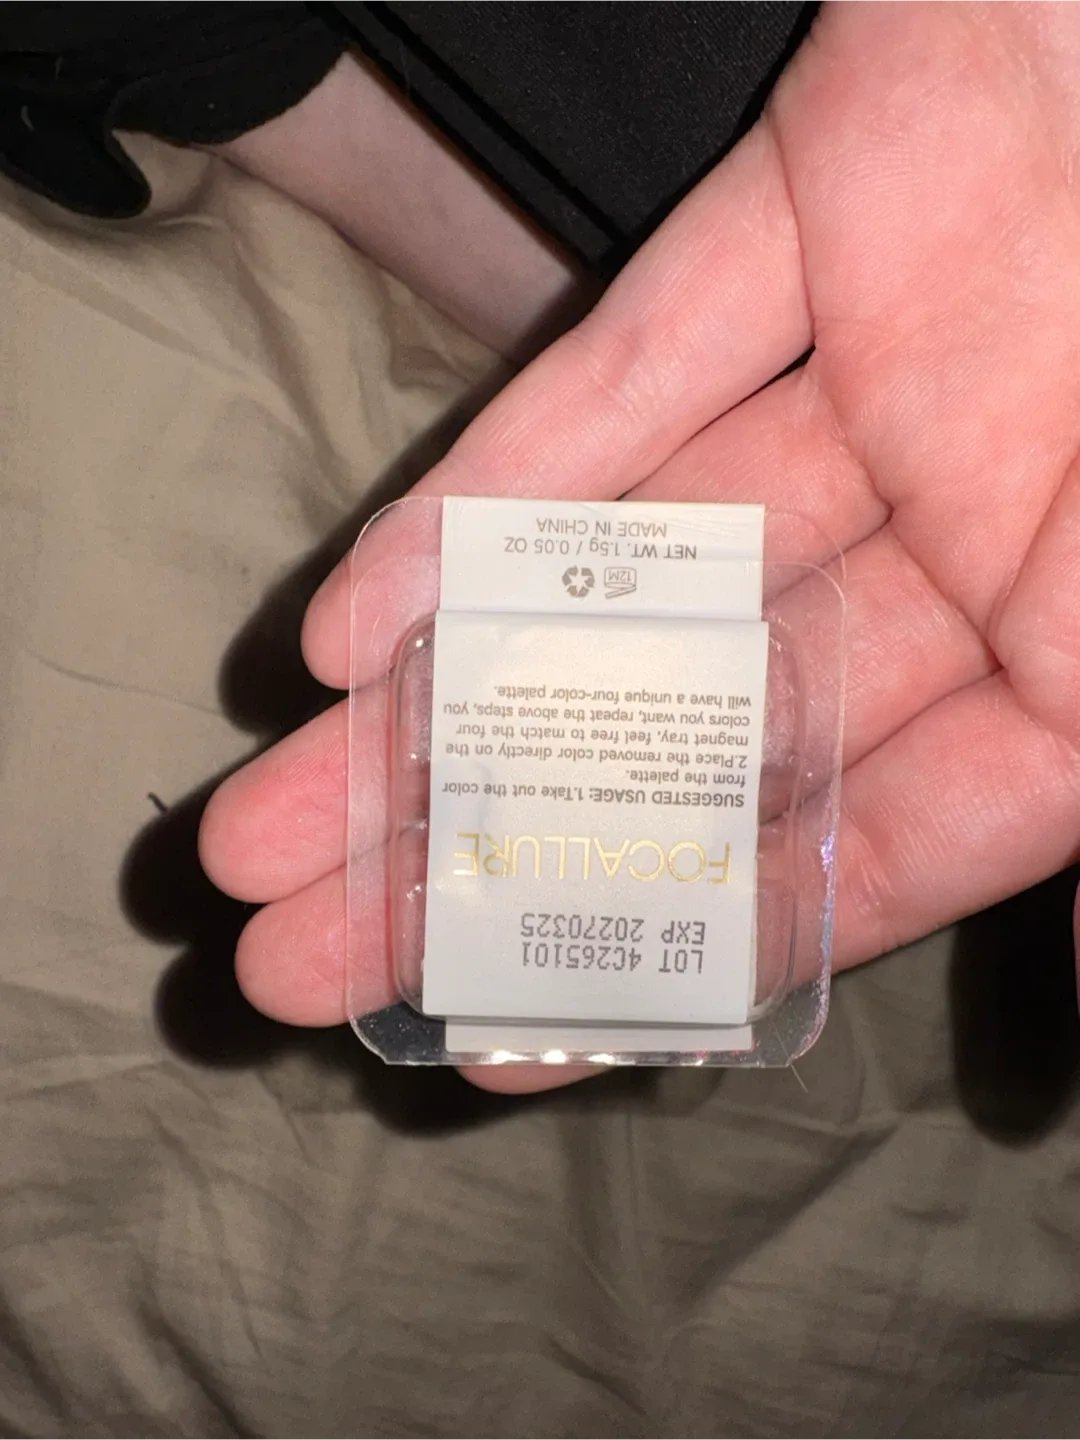 LOT 4C265101
EXP 20270325
FOCALLURE
SUGGESTED USAGE: 1.Take out the color
from the palette.
2.Place the removed color directly on the
magnet tray, feel free to match the four
colors you want, repeat the above steps, you
will have a unique four-color palette.
12M
NET WT. 1.5g / 0.05 OZ
MADE IN CHINA